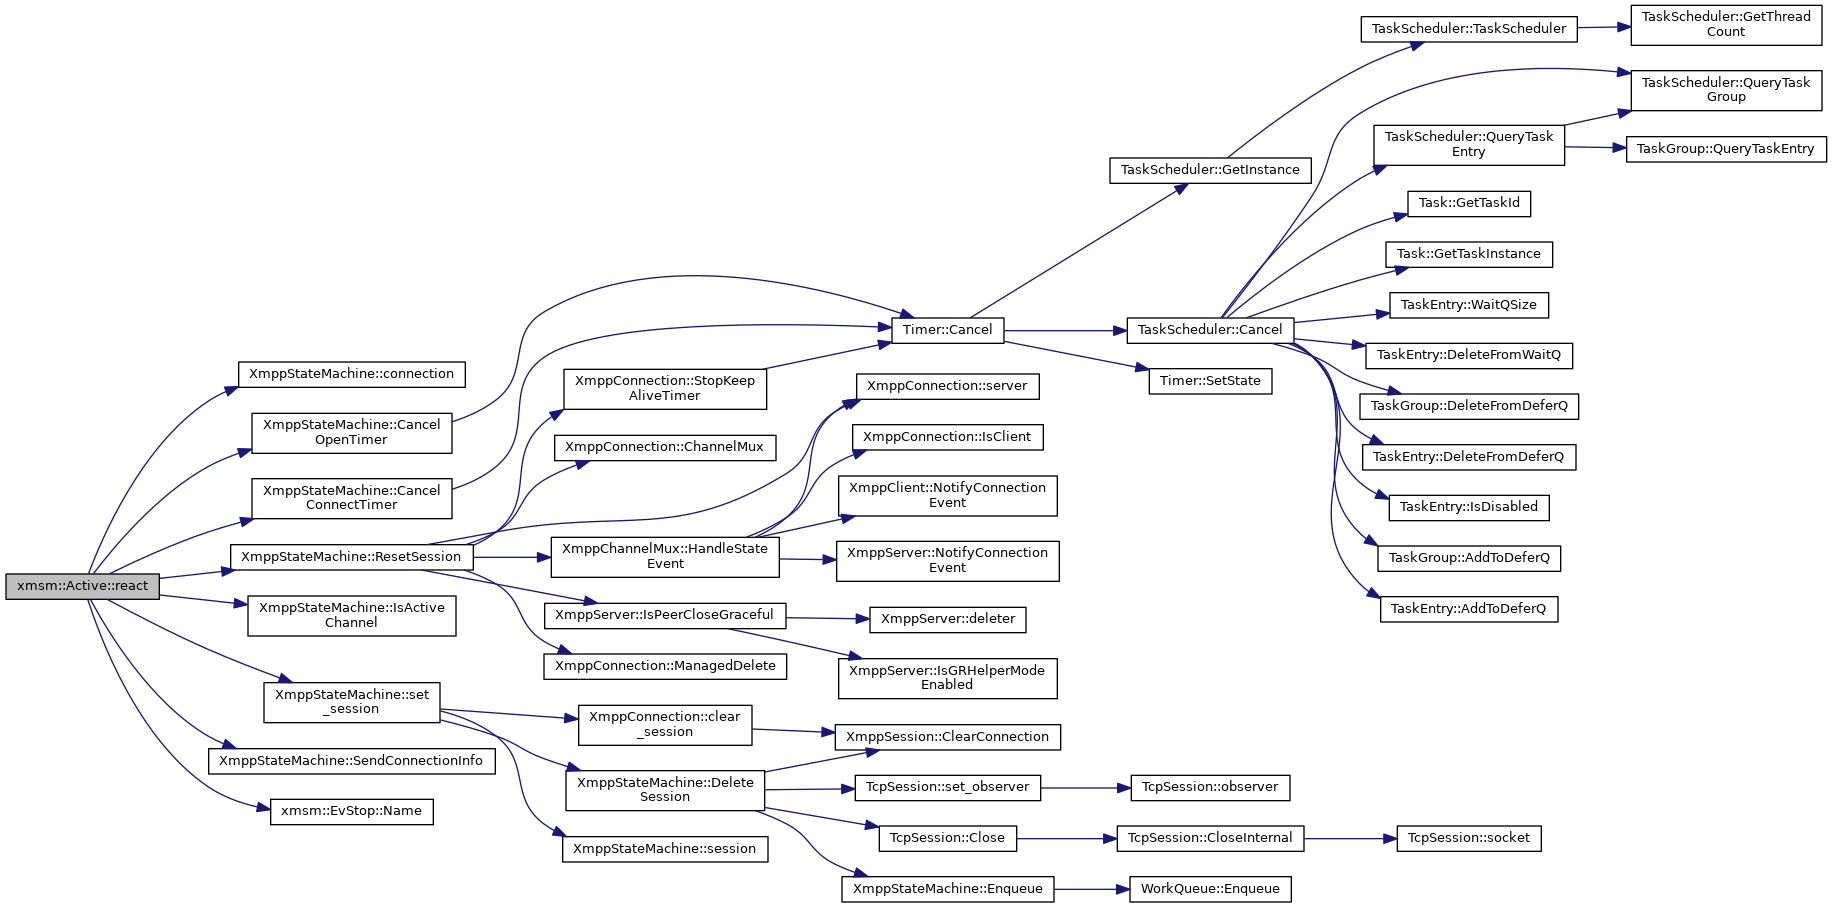 xmsm::Active::react
XmppStateMachine::connection
XmppStateMachine::Cancel
OpenTimer
XmppStateMachine::Cancel
ConnectTimer
XmppStateMachine::ResetSession
XmppStateMachine::IsActive
Channel
XmppStateMachine::set
_session
XmppStateMachine::SendConnectionInfo
xmsm::EvStop::Name
XmppConnection::StopKeep
AliveTimer
XmppConnection::ChannelMux
XmppChannelMux::HandleState
Event
XmppServer::IsPeerCloseGraceful
XmppConnection::ManagedDelete
XmppConnection::clear
_session
XmppStateMachine::Delete
Session
XmppStateMachine::session
Timer::Cancel
XmppConnection::server
XmppConnection::IsClient
XmppClient::NotifyConnection
Event
XmppServer::NotifyConnection
Event
XmppServer::deleter
XmppServer::IsGRHelperMode
Enabled
XmppSession::ClearConnection
TcpSession::set_observer
TcpSession::Close
XmppStateMachine::Enqueue
TaskScheduler::GetInstance
TaskScheduler::Cancel
Timer::SetState
TcpSession::observer
TcpSession::CloseInternal
WorkQueue::Enqueue
TaskScheduler::TaskScheduler
TaskScheduler::QueryTask
Entry
Task::GetTaskId
Task::GetTaskInstance
TaskEntry::WaitQSize
TaskEntry::DeleteFromWaitQ
TaskGroup::DeleteFromDeferQ
TaskEntry::DeleteFromDeferQ
TaskEntry::IsDisabled
TaskGroup::AddToDeferQ
TaskEntry::AddToDeferQ
TcpSession::socket
TaskScheduler::GetThread
Count
TaskScheduler::QueryTask
Group
TaskGroup::QueryTaskEntry